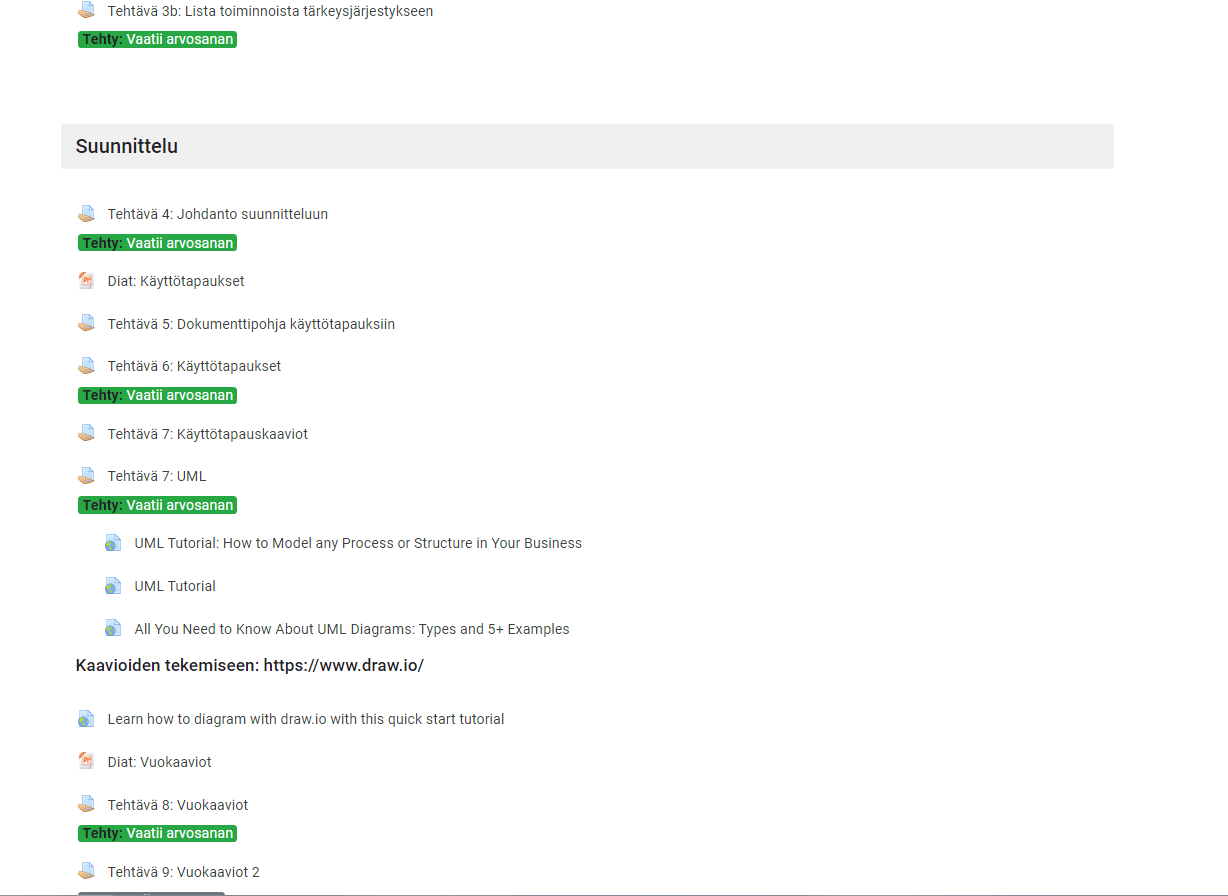 Tehtävä 3b: Lista toiminnoista tärkeysjärjestykseen
Tehty: Vaatii arvosanan
Suunnittelu
Tehtävä 4: Johdanto suunnitteluun
Tehty: Vaatii arvosanan
Diat: Käyttötapaukset
Tehtävä 5: Dokumenttipohja käyttötapauksiin
Tehtävä 6: Käyttötapaukset
Tehty: Vaatii arvosanan
Tehtävä 7: Käyttötapauskaaviot
Tehtävä 7: UML
Tehty: Vaatii arvosanan
UML Tutorial: How to Model any Process or Structure in Your Business
UML Tutorial
All You Need to Know About UML Diagrams: Types and 5+ Examples
Kaavioiden tekemiseen: https://www.draw.io/
Learn how to diagram with draw.io with this quick start tutorial
Diat: Vuokaaviot
Tehtävä 8: Vuokaaviot
Tehty: Vaatii arvosanan
Tehtävä 9: Vuokaaviot 2